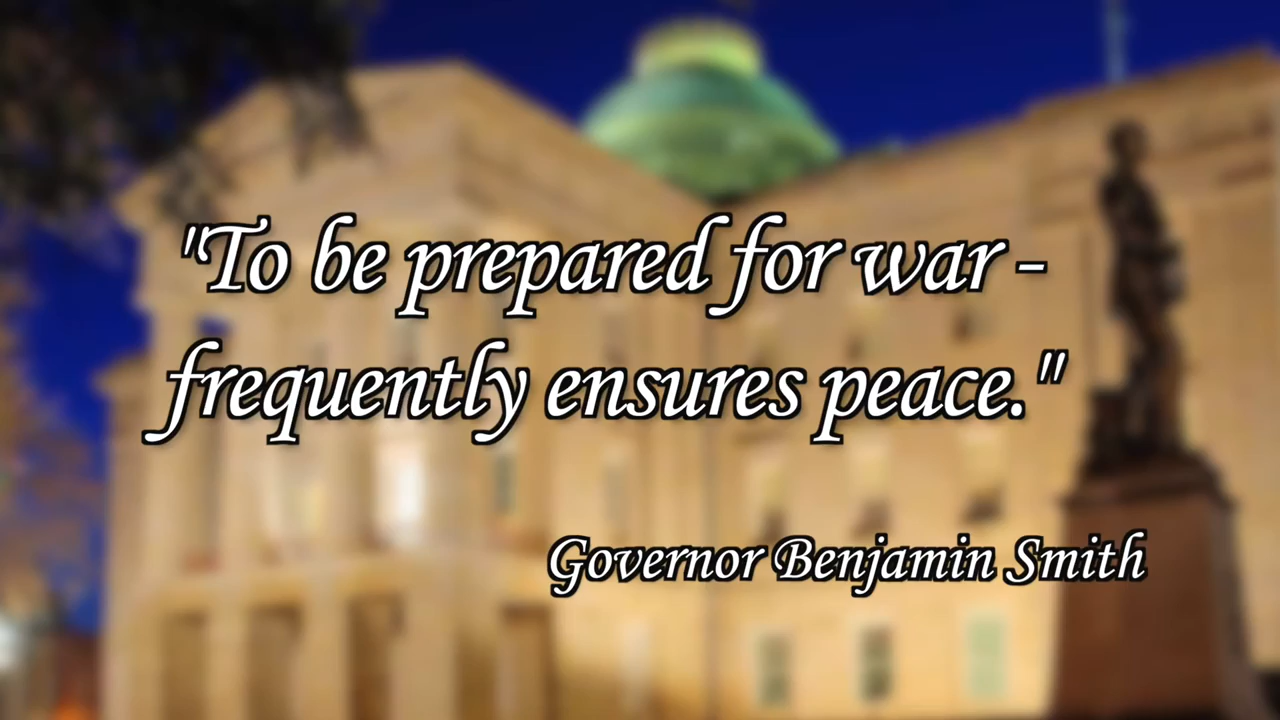 "To be prepared for war -
frequently ensures peace."
Governor Benjamin Smith